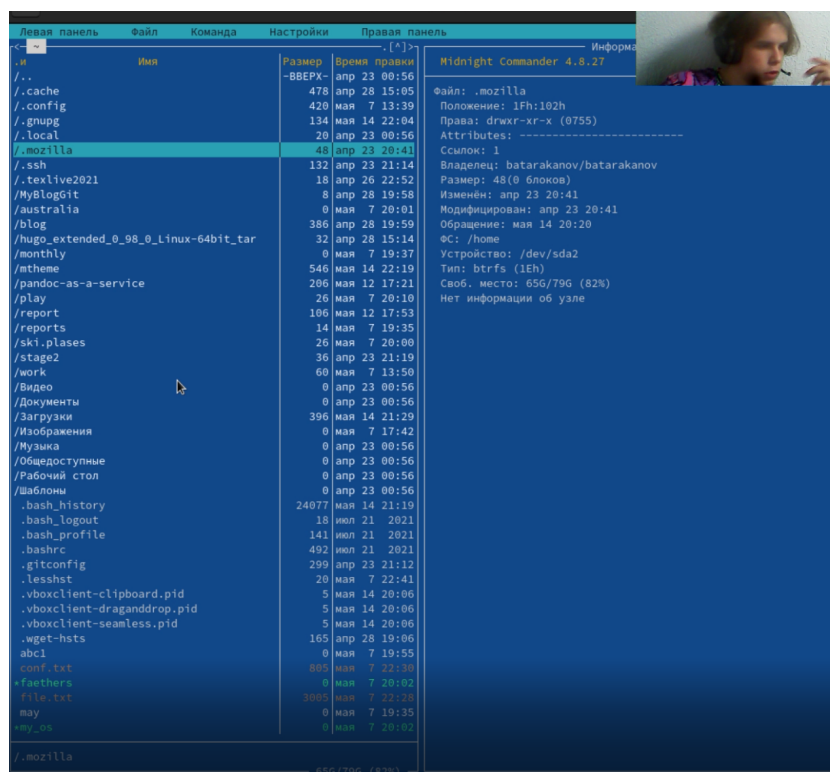 Левая панель Файл Команда Настройки Правая панель
<- ~ .[^]>
.и Имя Размер Время правки
/.. -ВВЕРХ- апр 23 00:56
/.cache 478 апр 28 15:05
/.config 420 мая 7 13:39
/.gnupg 134 мая 14 22:04
/.local 20 апр 23 00:56
/.mozilla 48 апр 23 20:41
/.ssh 132 апр 23 21:14
/.texlive2021 18 апр 26 22:52
/MyBlogGit 8 апр 28 19:58
/australia 0 мая 7 20:01
/blog 386 апр 28 19:59
/hugo_extended_0_98_0_Linux-64bit_tar 32 апр 28 15:14
/monthly 0 мая 7 19:37
/mtheme 546 мая 14 22:19
/pandoc-as-a-service 206 мая 12 17:21
/play 26 мая 7 20:10
/report 106 мая 12 17:53
/reports 14 мая 7 19:35
/ski.plases 26 мая 7 20:00
/stage2 36 апр 23 21:19
/work 60 мая 7 13:50
/Видео 0 апр 23 00:56
/Документы 0 апр 23 00:56
/Загрузки 396 мая 14 21:29
/Изображения 0 мая 7 17:42
/Музыка 0 апр 23 00:56
/Общедоступные 0 апр 23 00:56
/Рабочий стол 0 апр 23 00:56
/Шаблоны 0 апр 23 00:56
.bash_history 24077 мая 14 21:19
.bash_logout 18 июл 21 2021
.bash_profile 141 июл 21 2021
.bashrc 492 июл 21 2021
.gitconfig 299 апр 23 21:12
.lesshst 20 мая 7 22:41
.vboxclient-clipboard.pid 5 мая 14 20:06
.vboxclient-draganddrop.pid 5 мая 14 20:06
.vboxclient-seamless.pid 5 мая 14 20:06
.wget-hsts 165 апр 28 19:06
abc1 0 мая 7 19:55
conf.txt 805 мая 7 22:30
*faethers 0 мая 7 20:02
file.txt 3005 мая 7 22:28
may 0 мая 7 19:35
*my_os 0 мая 7 20:02
/.mozilla
65G/79G (82%)
Информа
Midnight Commander 4.8.27
Файл: .mozilla
Положение: 1Fh:102h
Права: drwxr-xr-x (0755)
Attributes: -------------------------
Ссылок: 1
Владелец: batarakanov/batarakanov
Размер: 48(0 блоков)
Изменён: апр 23 20:41
Модифицирован: апр 23 20:41
Обращение: мая 14 20:20
ФС: /home
Устройство: /dev/sda2
Тип: btrfs (1Eh)
Своб. место: 65G/79G (82%)
Нет информации об узле